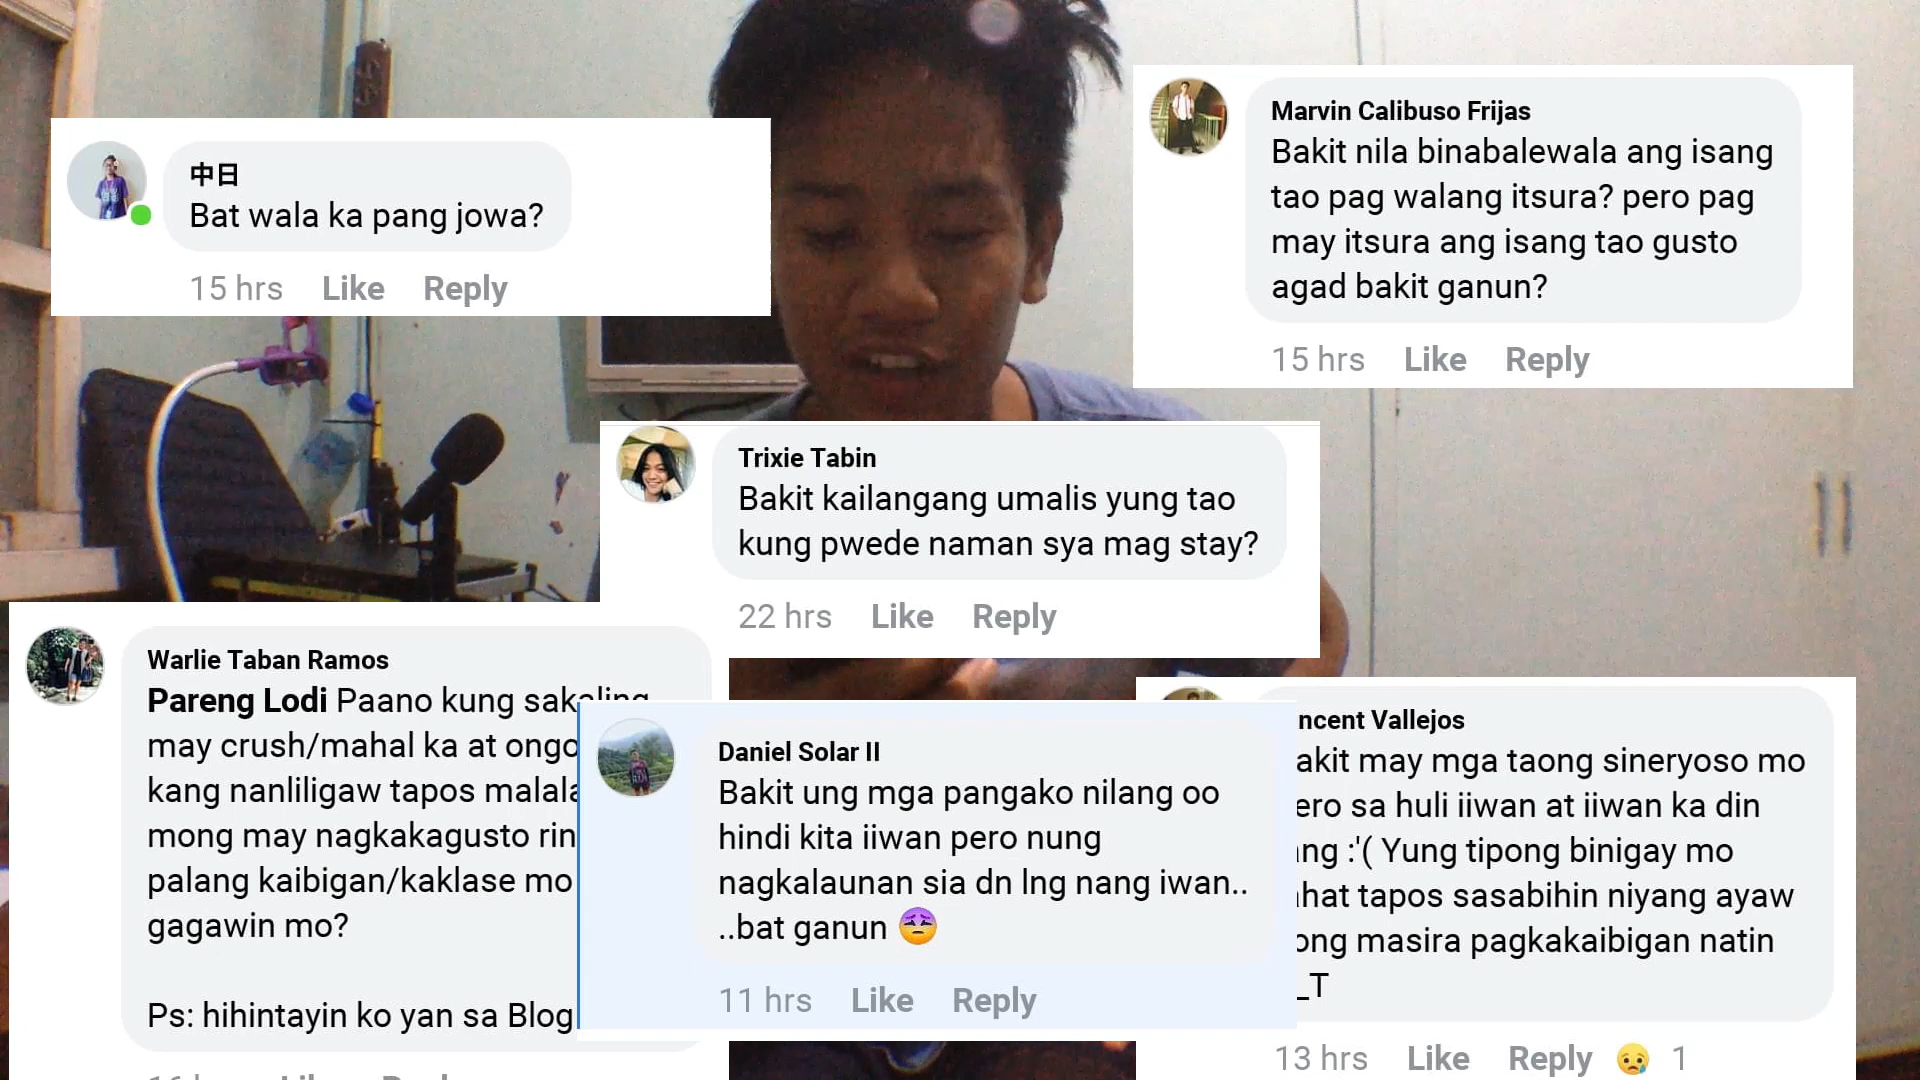 中日
Bat wala ka pang jowa?
15 hrs Like Reply
Marvin Calibuso Frijas
Bakit nila binabalewala ang isang
tao pag walang itsura? pero pag
may itsura ang isang tao gusto
agad bakit ganun?
15 hrs Like Reply
Trixie Tabin
Bakit kailangang umalis yung tao
kung pwede naman sya mag stay?
22 hrs Like Reply
Warlie Taban Ramos
Pareng Lodi Paano kung sakaling
may crush/mahal ka at ongo
kang nanliligaw tapos malala
mong may nagkakagusto rin
palang kaibigan/kaklase mo
gagawin mo?
Ps: hihintayin ko yan sa Blog
Daniel Solar II
Bakit ung mga pangako nilang oo
hindi kita iiwan pero nung
nagkalaunan sia dn lng nang iwan..
..bat ganun
11 hrs Like Reply
ncent Vallejos
akit may mga taong sineryoso mo
ero sa huli iiwan at iiwan ka din
ang :'( Yung tipong binigay mo
ahat tapos sasabihin niyang ayaw
ong masira pagkakaibigan natin
_T
13 hrs Like Reply 1